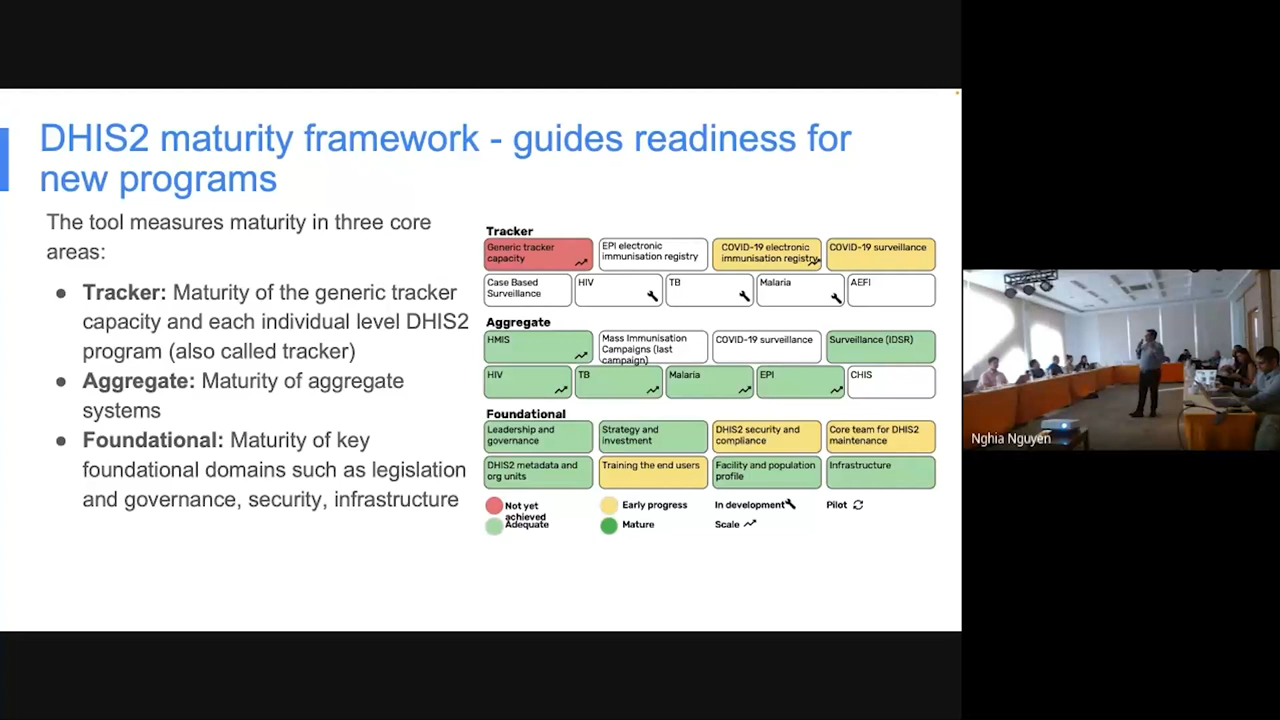 DHIS2 maturity framework - guides readiness for
new programs
The tool measures maturity in three core
areas:
● Tracker: Maturity of the generic tracker
capacity and each individual level DHIS2
program (also called tracker)
● Aggregate: Maturity of aggregate
systems
● Foundational: Maturity of key
foundational domains such as legislation
and governance, security, infrastructure
Tracker
Generic tracker
capacity
EPI electronic
immunisation registry
COVID-19 electronic
immunisation registry
COVID-19 surveillance
Case Based
Surveillance
HIV
TB
Malaria
AEFI
Aggregate
HMIS
Mass Immunisation
Campaigns (last
campaign)
COVID-19 surveillance
Surveillance (IDSR)
HIV
TB
Malaria
EPI
CHIS
Foundational
Leadership and
governance
Strategy and
investment
DHIS2 security and
compliance
Core team for DHIS2
maintenance
DHIS2 metadata and
org units
Training the end users
Facility and population
profile
Infrastructure
Not yet
achieved
Early progress
In development
Pilot
Adequate
Mature
Scale
Nghia Nguyen